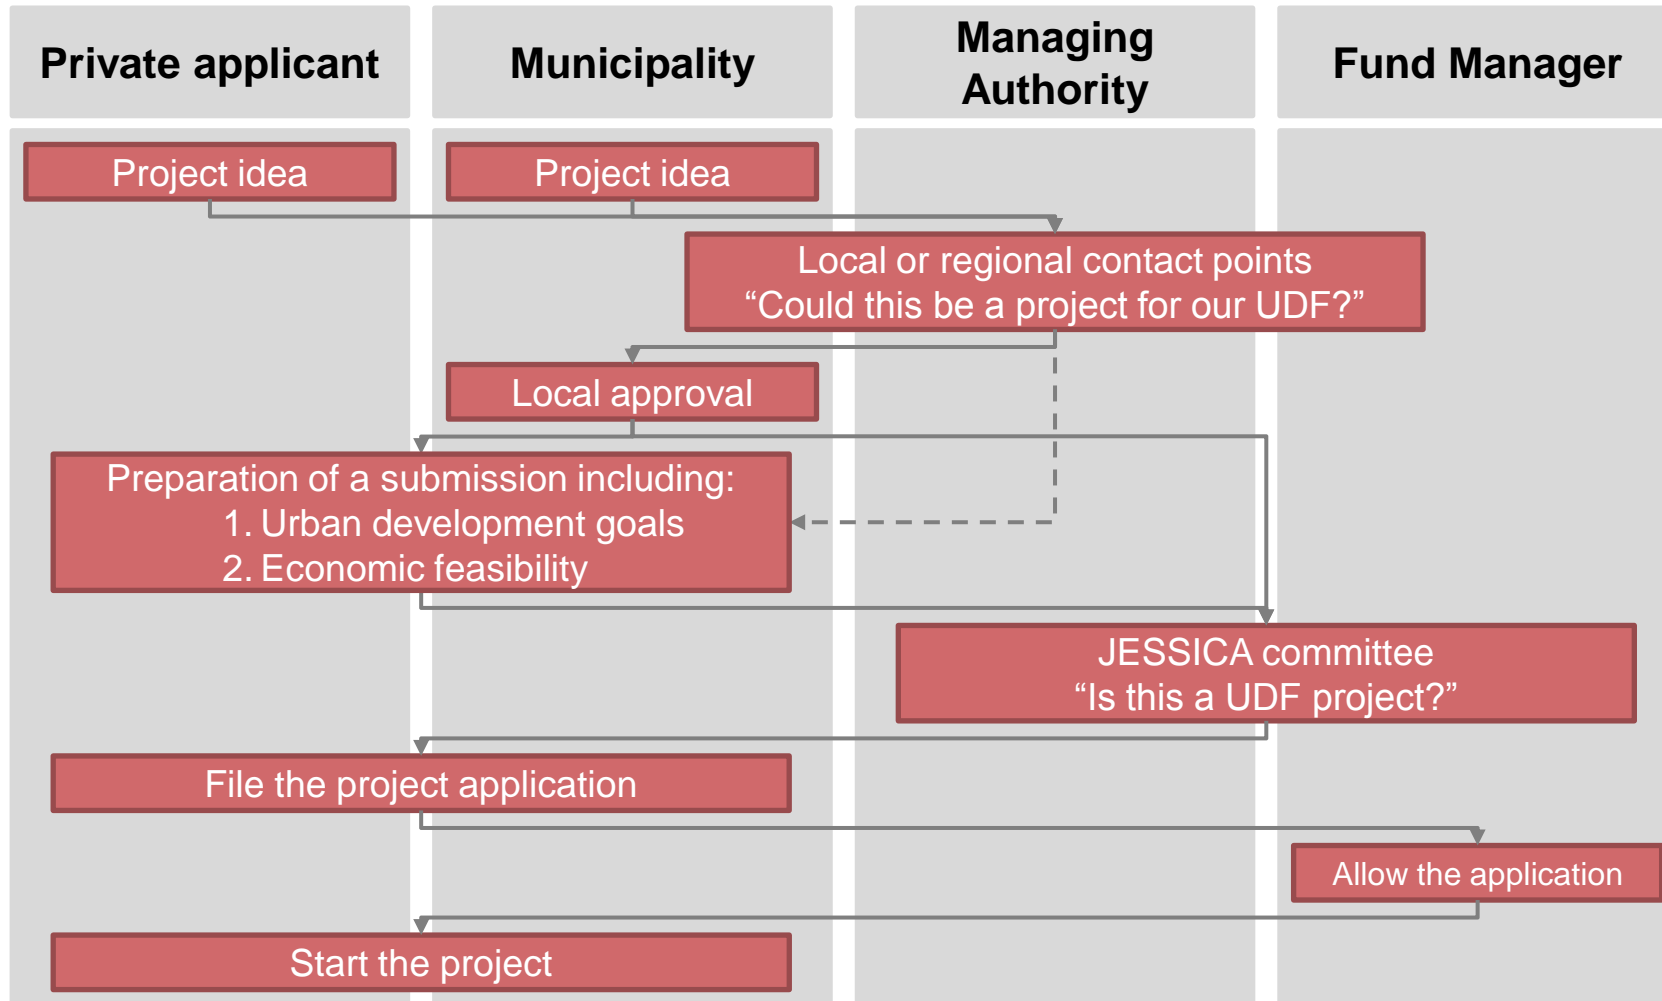 Private applicant
Municipality
Managing
Authority
Fund Manager
Project idea
Project idea
Local or regional contact points
“Could this be a project for our UDF?”
Local approval
Preparation of a submission including:
1. Urban development goals
2. Economic feasibility
JESSICA committee
“Is this a UDF project?”
File the project application
Allow the application
Start the project